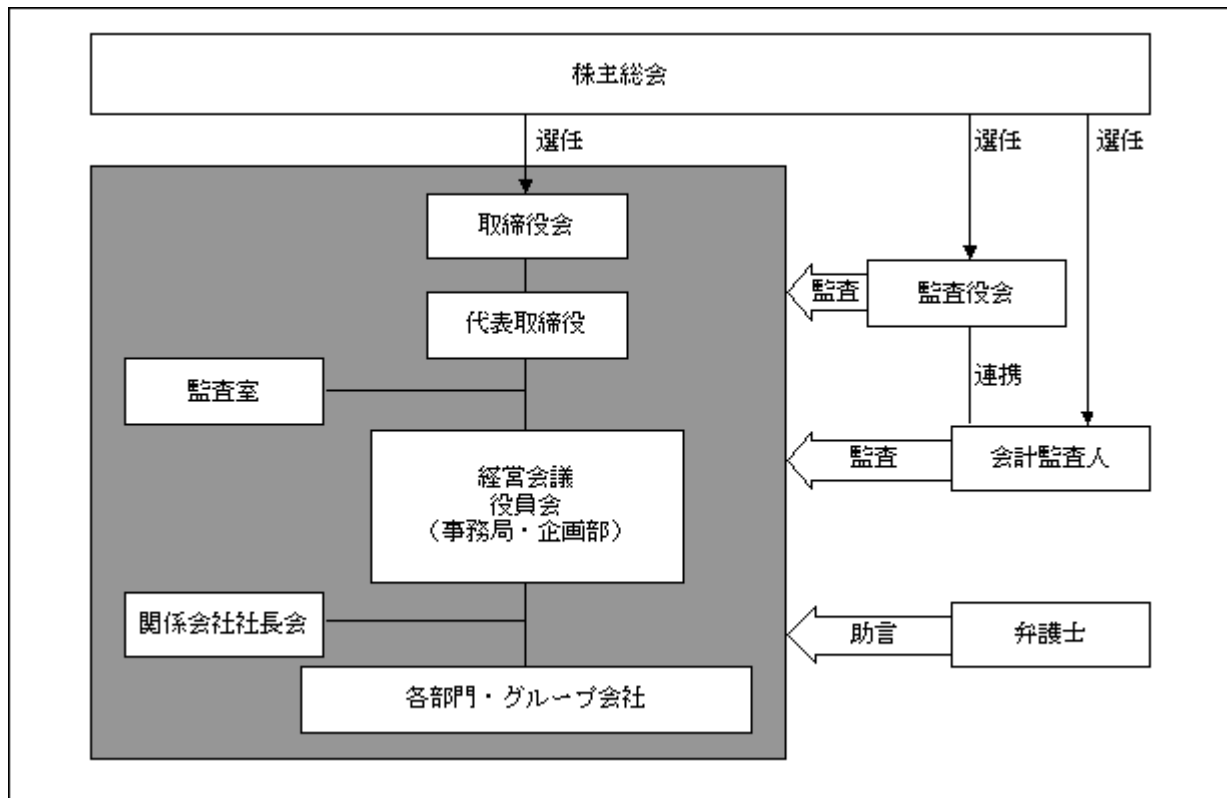 株主総会
選任
選任
選任
取締役会
代表取締役
監査
監査役会
監査室
連携
経営会議
役員会
（事務局・企画部）
監査
会計監査人
関係会社社長会
助言
弁護士
各部門・グループ会社